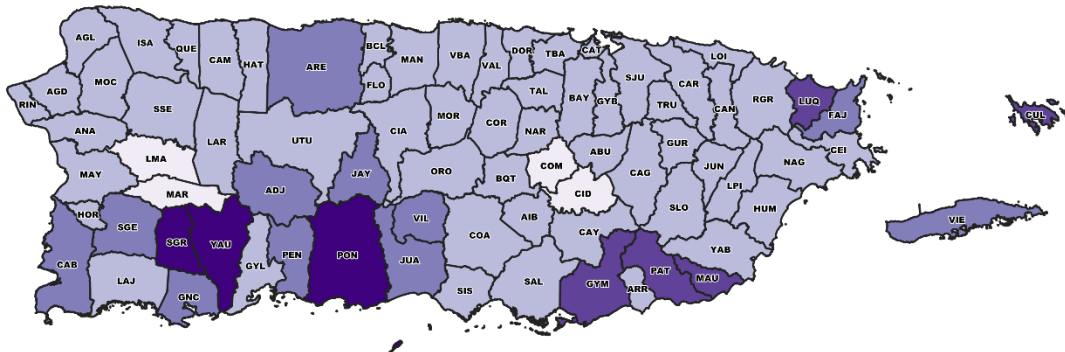 AGL
ISA
QUE
CAM
HAT
ARE
BCL
MAN
VBA
VAL
DOR
TBA
CAT
LOI
MOC
FLO
SJU
CAR
RGR
LUQ
FAJ
CUL
RIN
AGD
SSE
TAL
BAY
GYB
TRU
CAN
ANA
LAR
UTU
CIA
MOR
COR
NAR
ABU
GUR
CEI
MAY
LMA
MAR
ADJ
JAY
ORO
BQT
COM
CID
CAG
JUN
NAG
LPI
HOR
SGE
SGR
YAU
VIL
AIB
SLO
HUM
VIE
CAB
LAJ
GNC
GYL
PEN
PON
JUA
COA
CAY
YAB
SIS
SAL
GYM
ARR
PAT
MAU